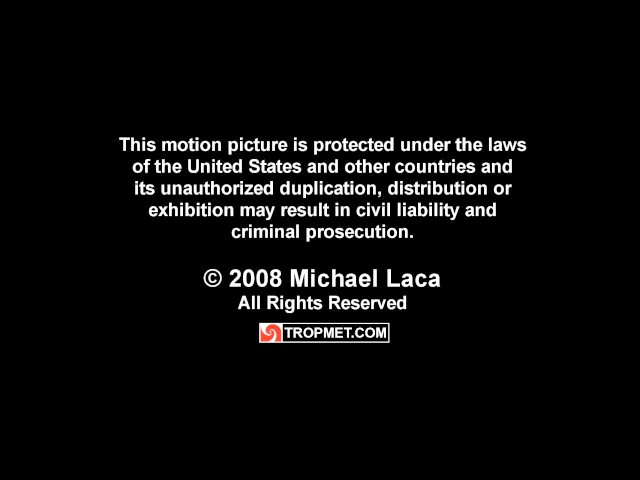 This motion picture is protected under the laws
of the United States and other countries and
its unauthorized duplication, distribution or
exhibition may result in civil liability and
criminal prosecution.
© 2008 Michael Laca
All Rights Reserved
TROPMET.COM